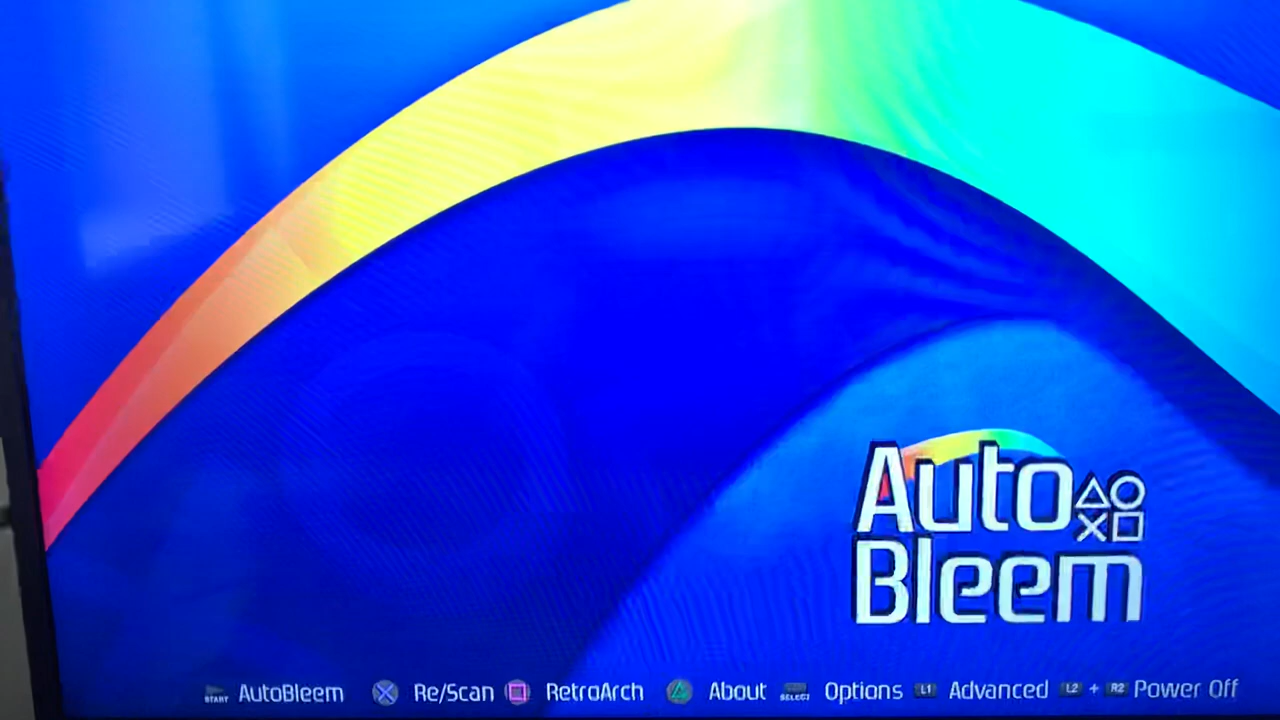 Auto
Bleem
START AutoBleem Re/Scan RetroArch About SELECT Options L1 Advanced L2 + R2 Power Off